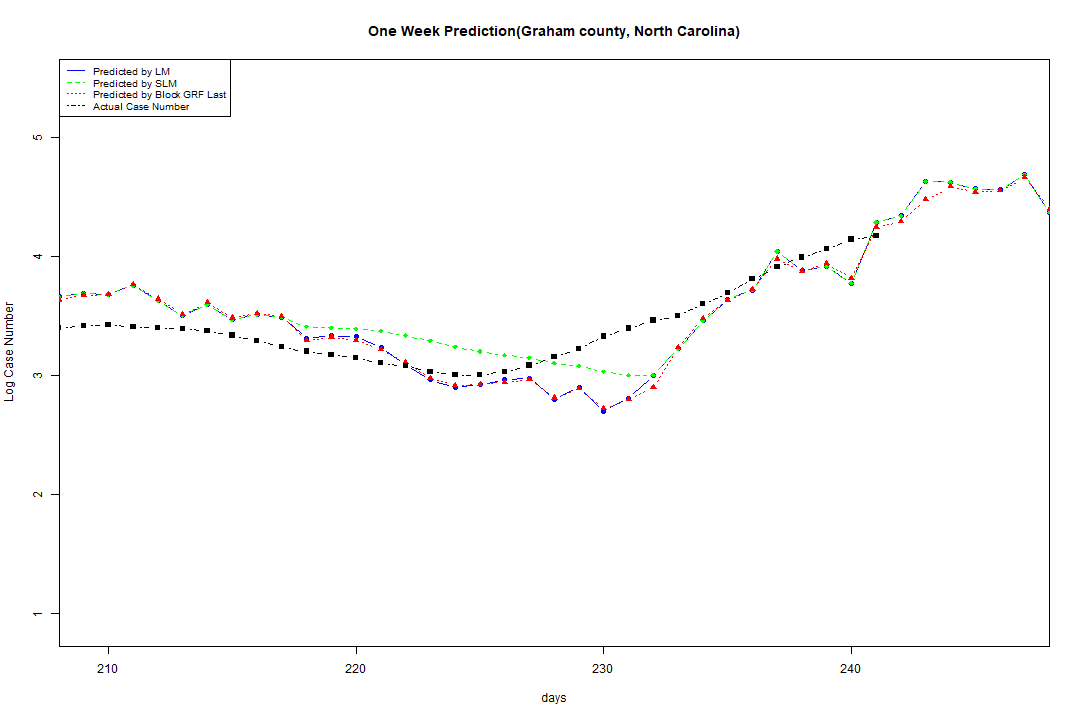 One Week Prediction(Graham county, North Carolina)
Predicted by LM
Predicted by SLM
Predicted by Block GRF Last
Actual Case Number
5
4
3
2
1
Log Case Number
210 220 230 240
days